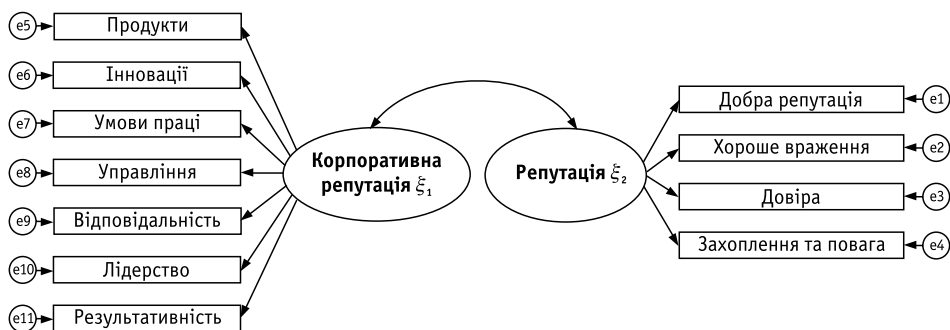 e5 Продукти
e6 Інновації
e7 Умови праці
e8 Управління
e9 Відповідальність
e10 Лідерство
e11 Результативність
Корпоративна
репутація ξ₁
Репутація ξ₂
Добра репутація e1
Хороше враження e2
Довіра e3
Захоплення та повага e4